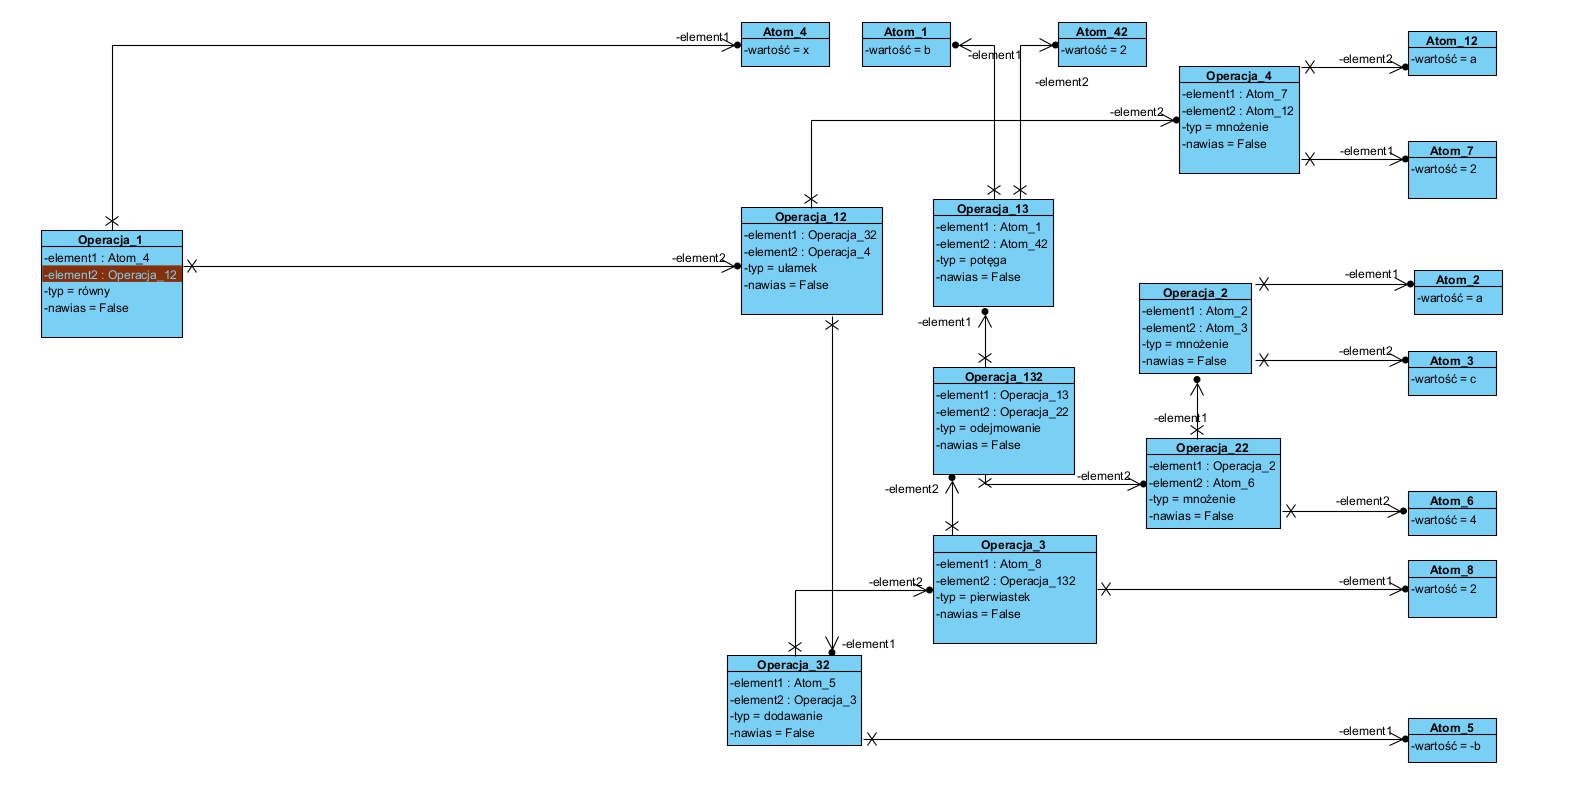 -element1
Atom_4
-wartość = x
Atom_1
-wartość = b
-element1
Atom_42
-wartość = 2
-element2
Atom_12
-wartość = a
-element2
Operacja_4
-element1 : Atom_7
-element2 : Atom_12
-typ = mnożenie
-nawias = False
-element2
-element1
Atom_7
-wartość = 2
Operacja_1
-element1 : Atom_4
-element2 : Operacja_12
-typ = równy
-nawias = False
-element2
Operacja_12
-element1 : Operacja_32
-element2 : Operacja_4
-typ = ułamek
-nawias = False
Operacja_13
-element1 : Atom_1
-element2 : Atom_42
-typ = potęga
-nawias = False
-element1
Operacja_2
-element1 : Atom_2
-element2 : Atom_3
-typ = mnożenie
-nawias = False
-element1
Atom_2
-wartość = a
-element2
Atom_3
-wartość = c
Operacja_132
-element1 : Operacja_13
-element2 : Operacja_22
-typ = odejmowanie
-nawias = False
-element1
-element2
-element2
Operacja_22
-element1 : Operacja_2
-element2 : Atom_6
-typ = mnożenie
-nawias = False
-element2
Atom_6
-wartość = 4
Operacja_3
-element1 : Atom_8
-element2 : Operacja_132
-typ = pierwiastek
-nawias = False
-element2
-element1
Atom_8
-wartość = 2
-element1
Operacja_32
-element1 : Atom_5
-element2 : Operacja_3
-typ = dodawanie
-nawias = False
-element1
Atom_5
-wartość = -b